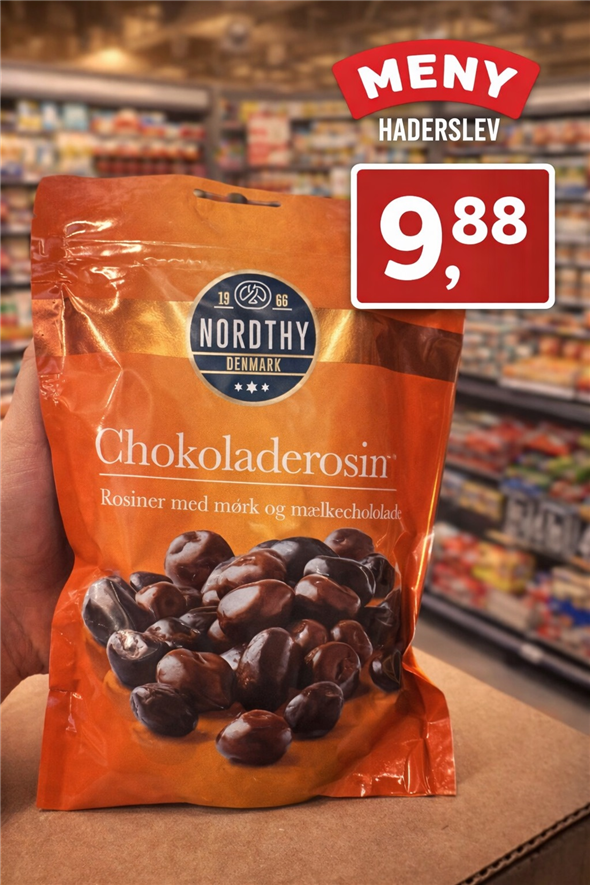 MENY
HADERSLEV
9,88
19 66
NORDTHY
DENMARK
Chokoladerosin
Rosiner med mørk og mælkechololade